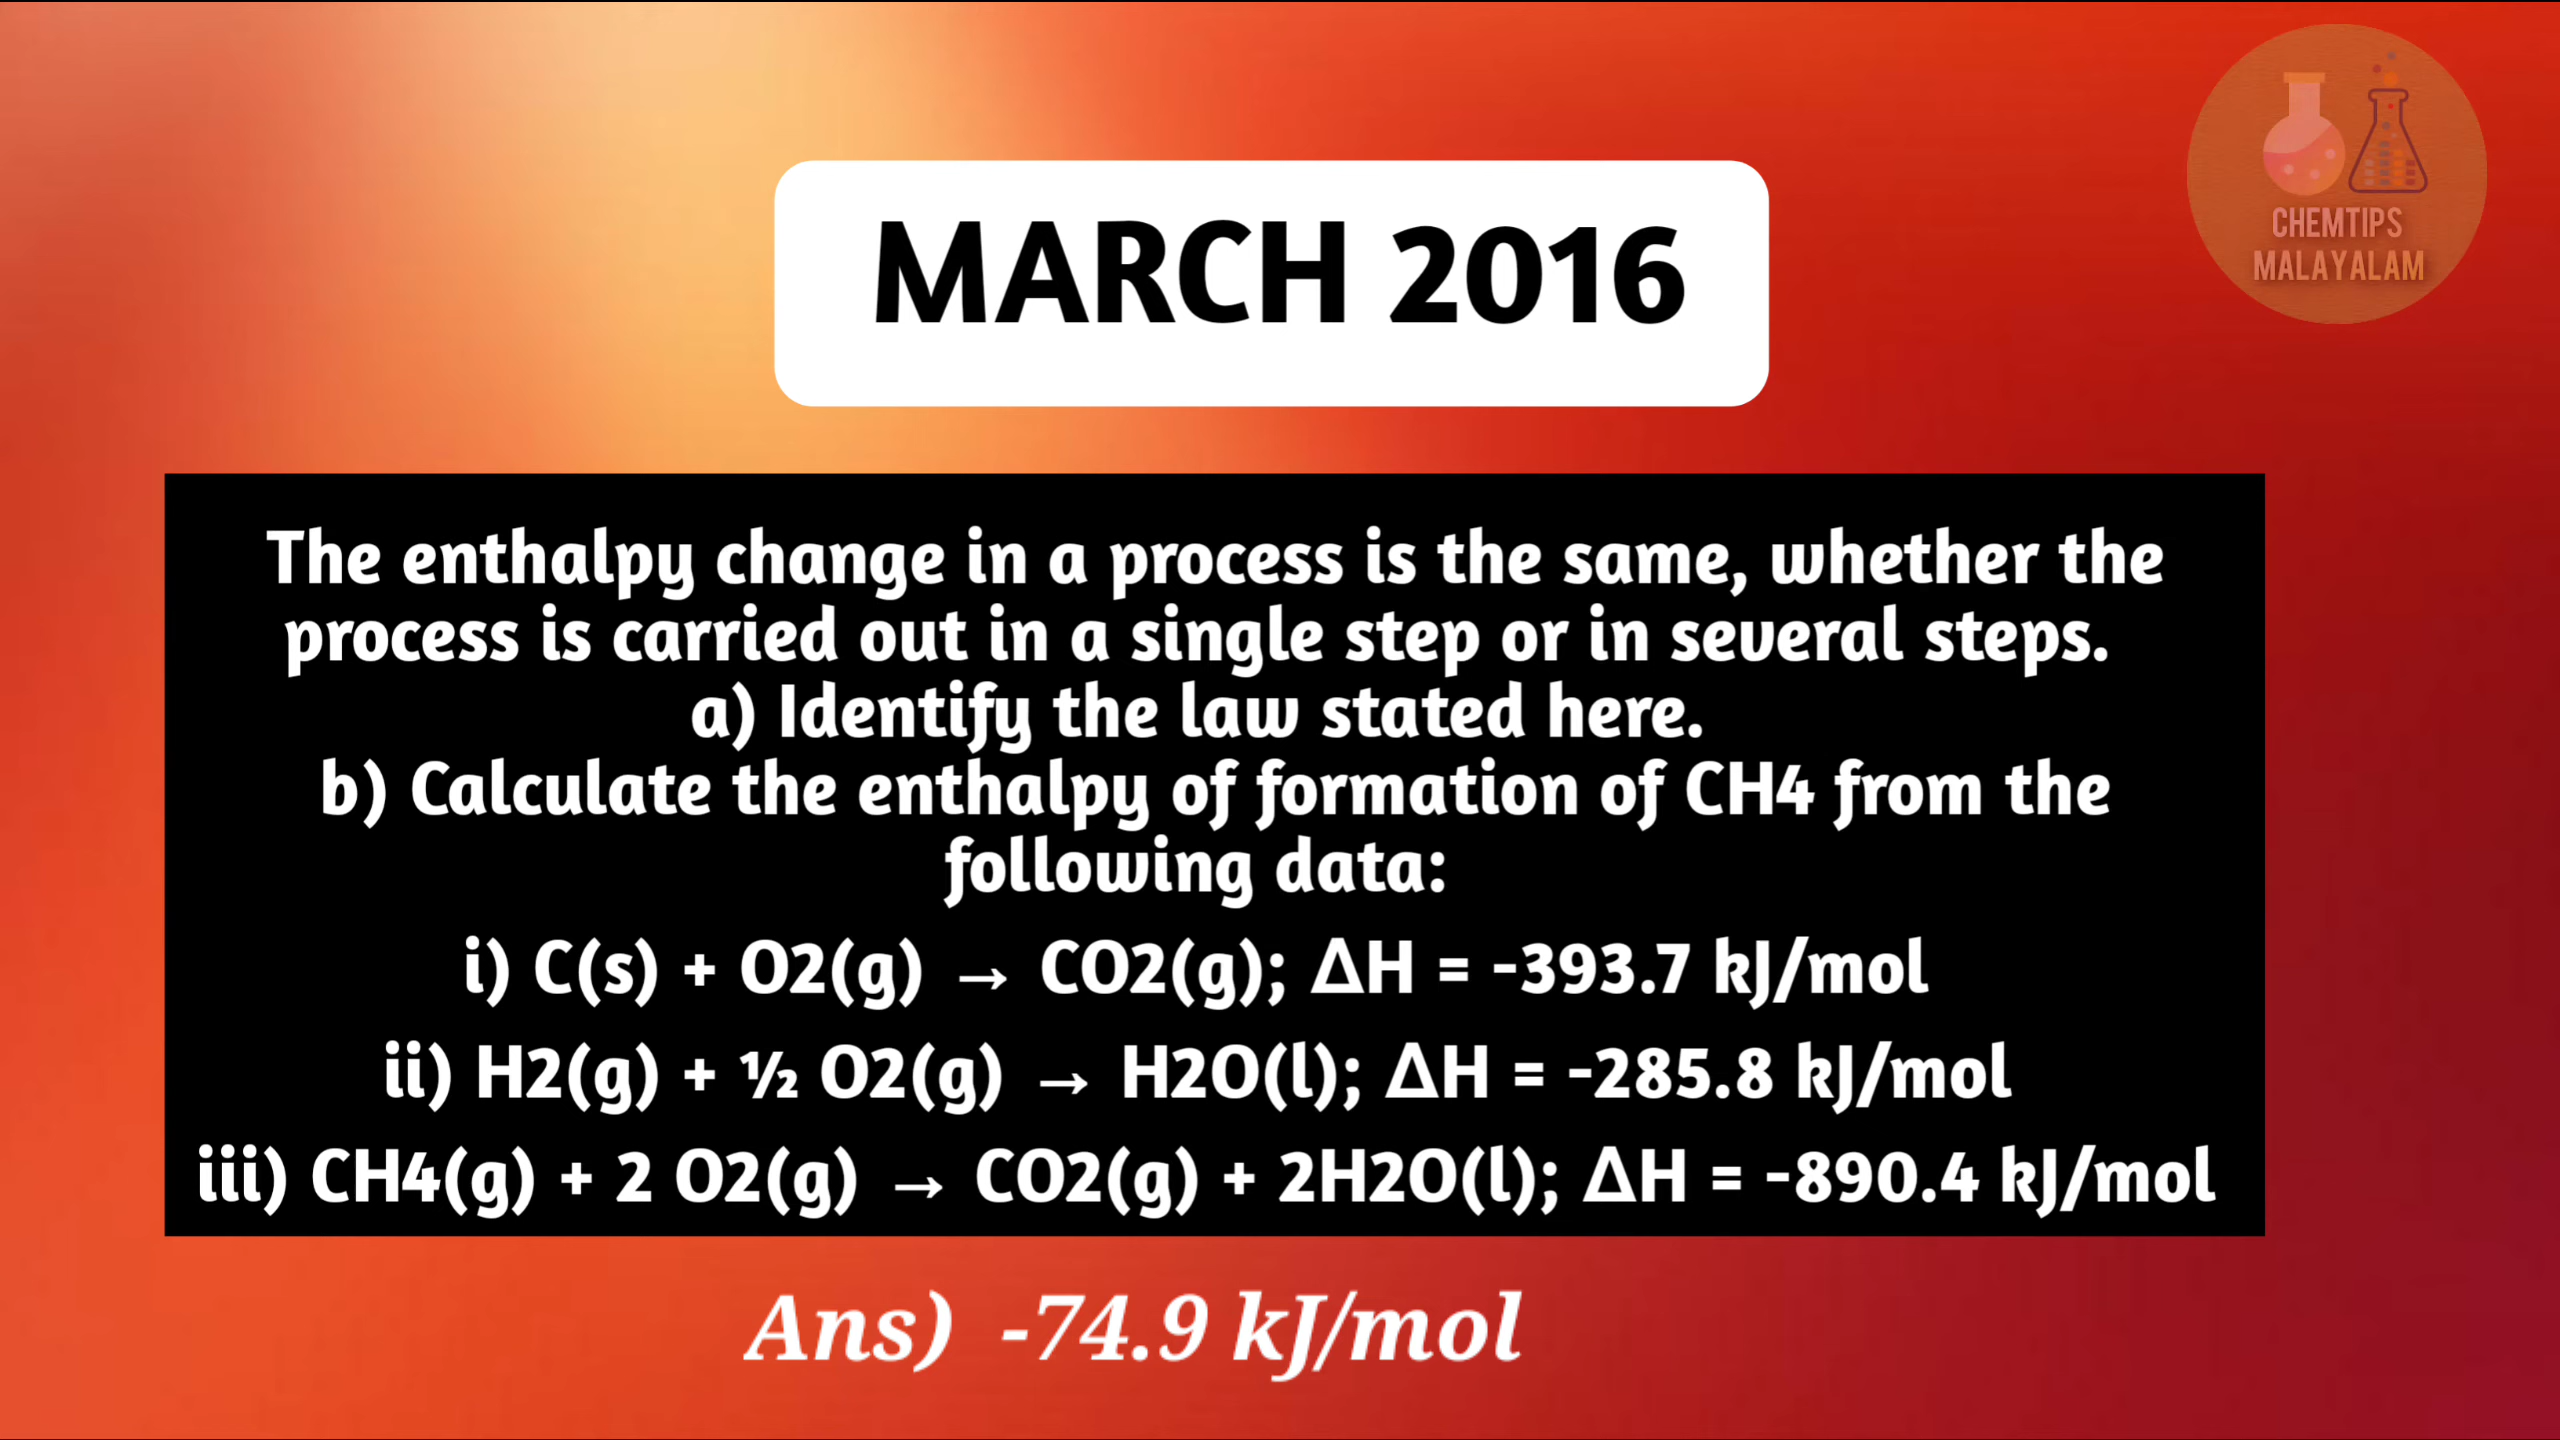 CHEMTIPS
MALAYALAM
MARCH 2016
The enthalpy change in a process is the same, whether the
process is carried out in a single step or in several steps.
a) Identify the law stated here.
b) Calculate the enthalpy of formation of CH4 from the
following data:
i) C(s) + O2(g) → CO2(g); ΔH = -393.7 kJ/mol
ii) H2(g) + ½ O2(g) → H2O(l); ΔH = -285.8 kJ/mol
iii) CH4(g) + 2 O2(g) → CO2(g) + 2H2O(l); ΔH = -890.4 kJ/mol
Ans) -74.9 kJ/mol